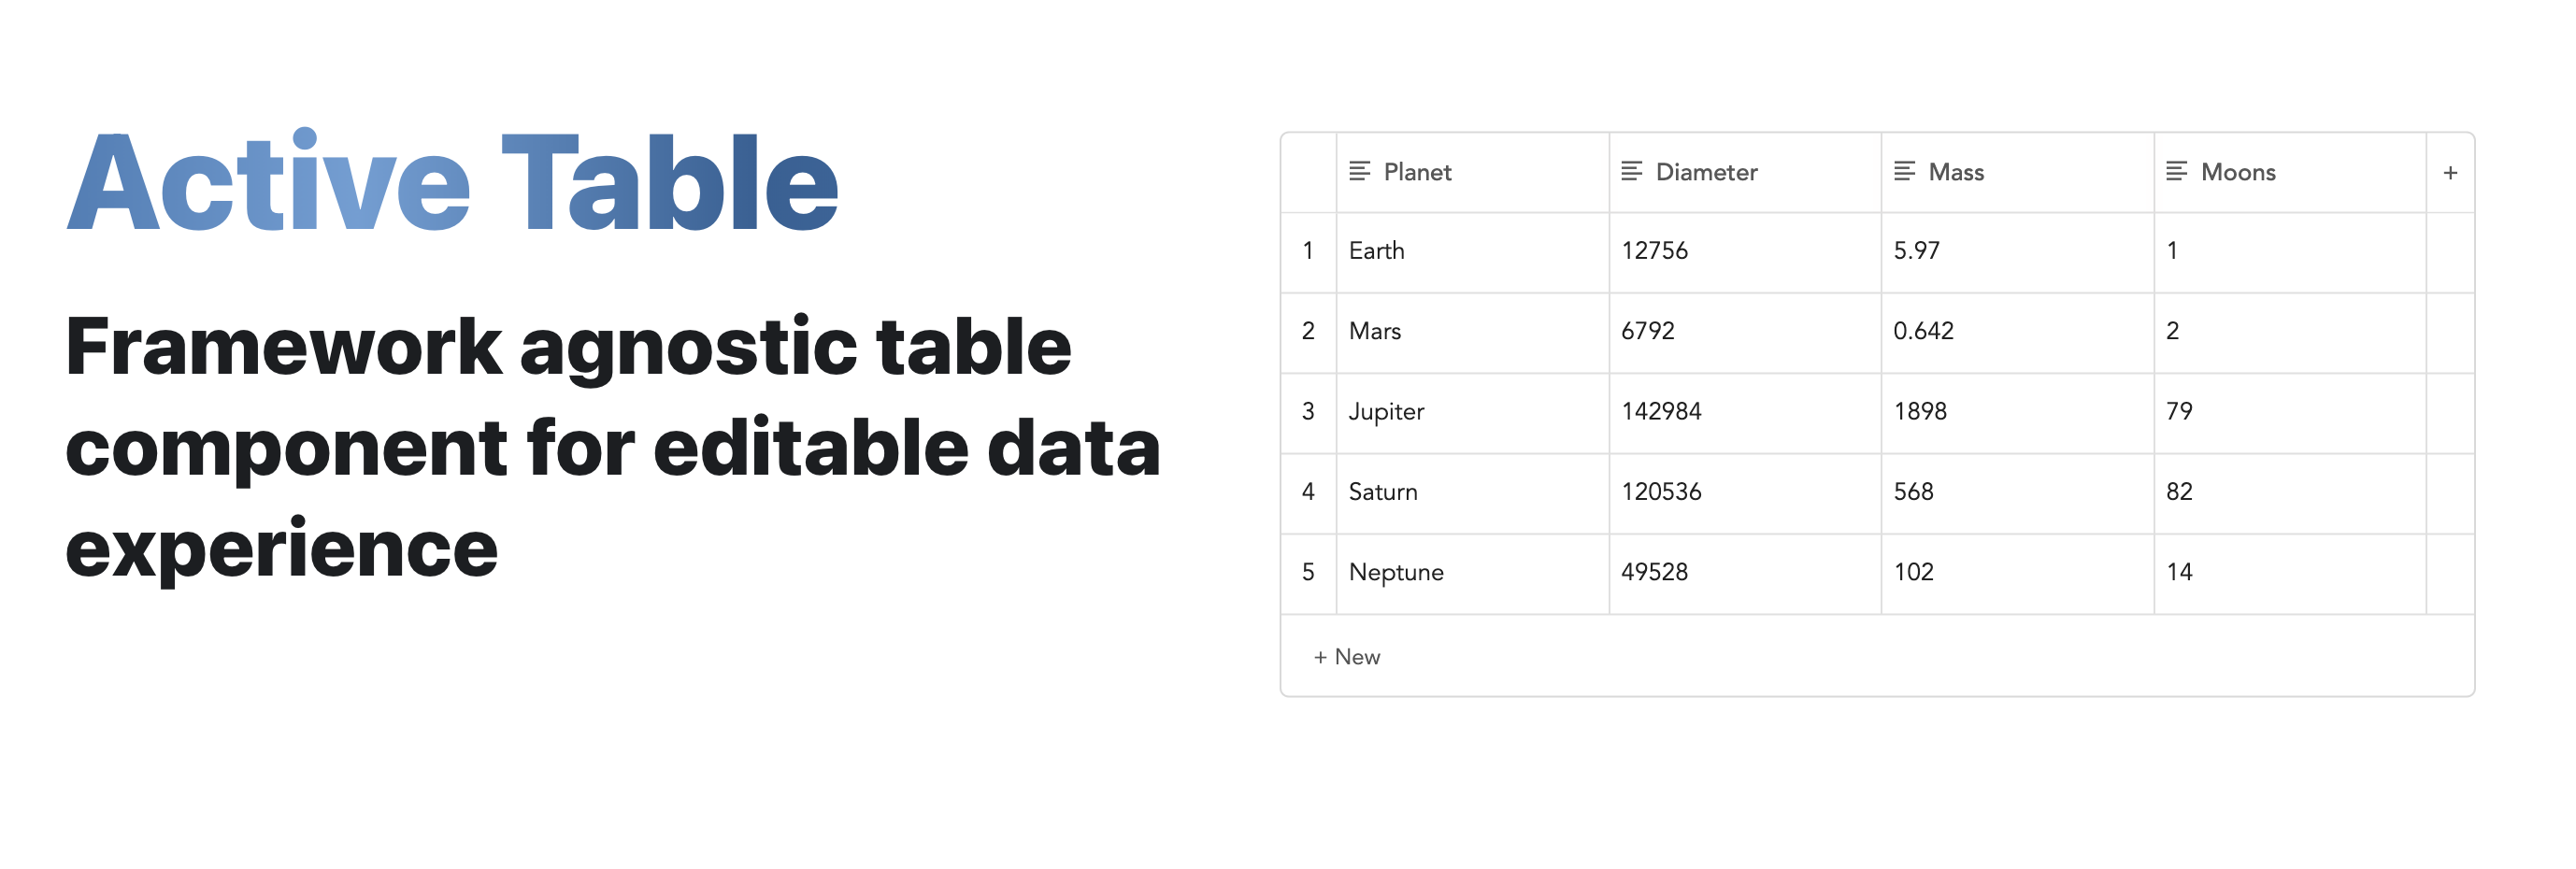 Active Table
Framework agnostic table
component for editable data
experience
Planet Diameter Mass Moons +
1 Earth 12756 5.97 1
2 Mars 6792 0.642 2
3 Jupiter 142984 1898 79
4 Saturn 120536 568 82
5 Neptune 49528 102 14
+ New